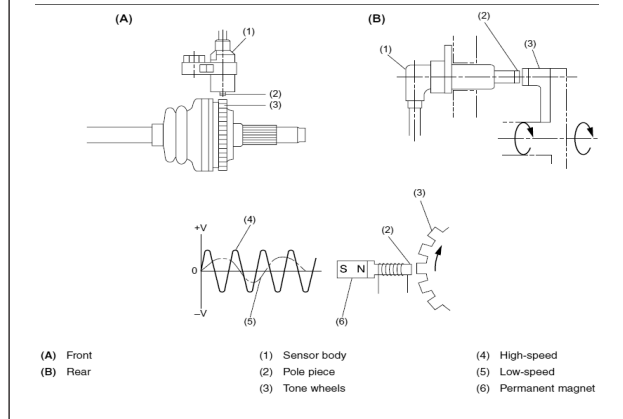 (A)
(1)
(2)
(3)
(B)
(1)
(2)
(3)
+V
0
–V
(4)
(5)
S N
(2)
(3)
(6)
(A) Front
(B) Rear
(1) Sensor body
(2) Pole piece
(3) Tone wheels
(4) High-speed
(5) Low-speed
(6) Permanent magnet